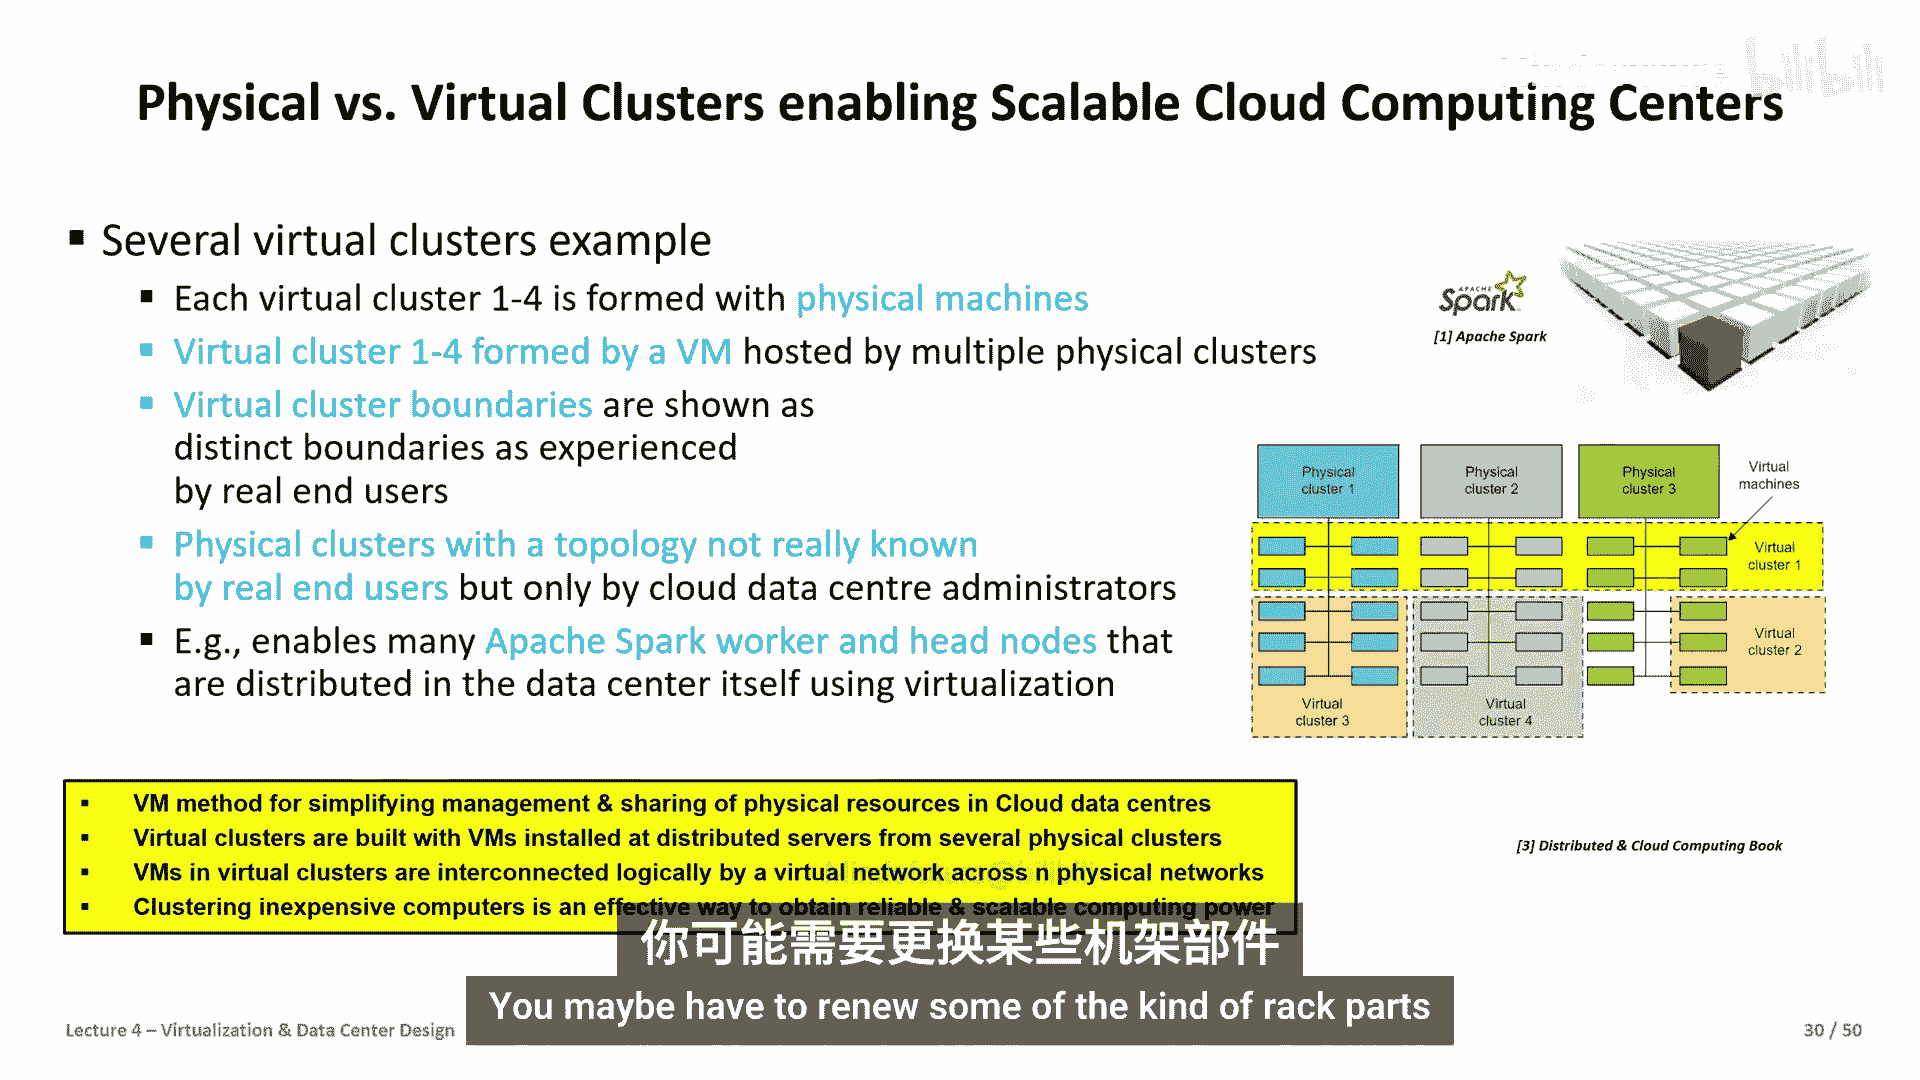 bilibili
Physical vs. Virtual Clusters enabling Scalable Cloud Computing Centers
▪ Several virtual clusters example
▪ Each virtual cluster 1-4 is formed with physical machines
▪ Virtual cluster 1-4 formed by a VM hosted by multiple physical clusters
▪ Virtual cluster boundaries are shown as
distinct boundaries as experienced
by real end users
▪ Physical clusters with a topology not really known
by real end users but only by cloud data centre administrators
▪ E.g., enables many Apache Spark worker and head nodes that
are distributed in the data center itself using virtualization
APACHE
Spark
[1] Apache Spark
Physical
cluster 1
Physical
cluster 2
Physical
cluster 3
Virtual
machines
Virtual
cluster 1
Virtual
cluster 2
Virtual
cluster 3
Virtual
cluster 4
▪ VM method for simplifying management & sharing of physical resources in Cloud data centres
▪ Virtual clusters are built with VMs installed at distributed servers from several physical clusters
▪ VMs in virtual clusters are interconnected logically by a virtual network across n physical networks
▪ Clustering inexpensive computers is an effective way to obtain reliable & scalable computing power
[3] Distributed & Cloud Computing Book
你可能需要更换某些机架部件
You maybe have to renew some of the kind of rack parts
Lecture 4 – Virtualization & Data Center Design
30 / 50